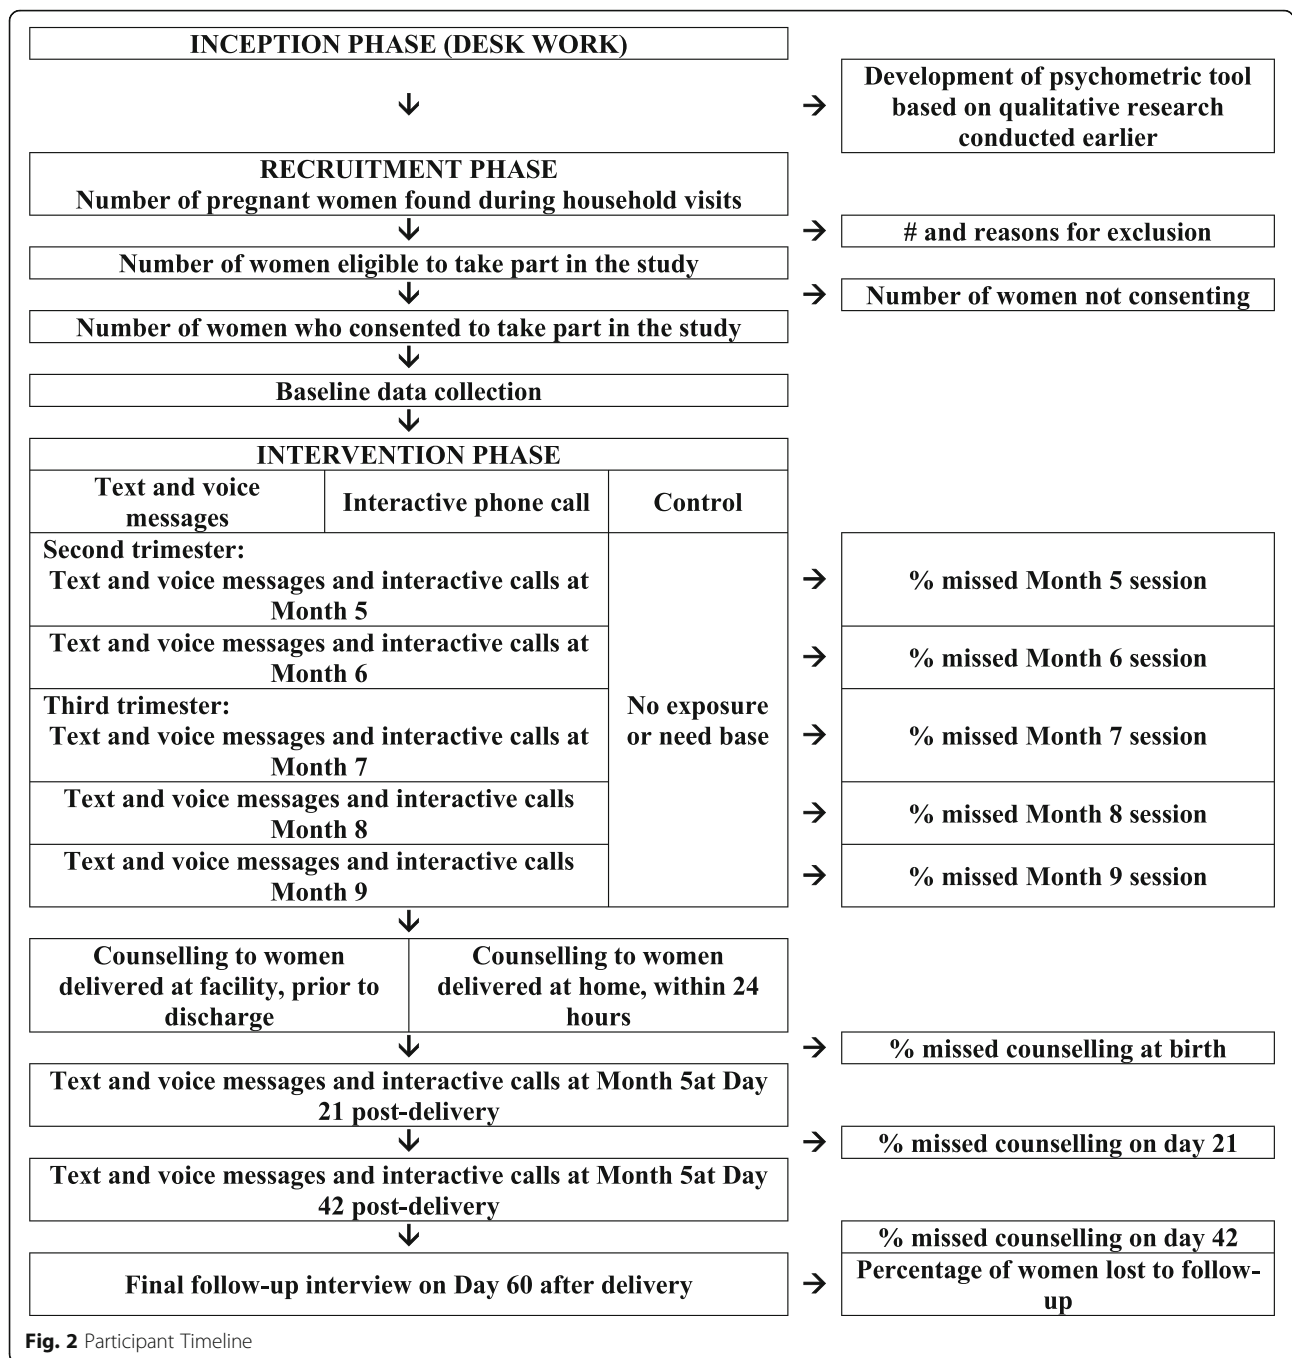 INCEPTION PHASE (DESK WORK)
Development of psychometric tool
based on qualitative research
conducted earlier
RECRUITMENT PHASE
Number of pregnant women found during household visits
# and reasons for exclusion
Number of women eligible to take part in the study
Number of women not consenting
Number of women who consented to take part in the study
Baseline data collection
INTERVENTION PHASE
Text and voice
messages
Interactive phone call
Control
Second trimester:
Text and voice messages and interactive calls at
Month 5
% missed Month 5 session
Text and voice messages and interactive calls at
Month 6
% missed Month 6 session
Third trimester:
Text and voice messages and interactive calls at
Month 7
No exposure
or need base
% missed Month 7 session
Text and voice messages and interactive calls
Month 8
% missed Month 8 session
Text and voice messages and interactive calls
Month 9
% missed Month 9 session
Counselling to women
delivered at facility, prior to
discharge
Counselling to women
delivered at home, within 24
hours
% missed counselling at birth
Text and voice messages and interactive calls at Month 5at Day
21 post-delivery
% missed counselling on day 21
Text and voice messages and interactive calls at Month 5at Day
42 post-delivery
% missed counselling on day 42
Final follow-up interview on Day 60 after delivery
Percentage of women lost to follow-
up
Fig. 2 Participant Timeline